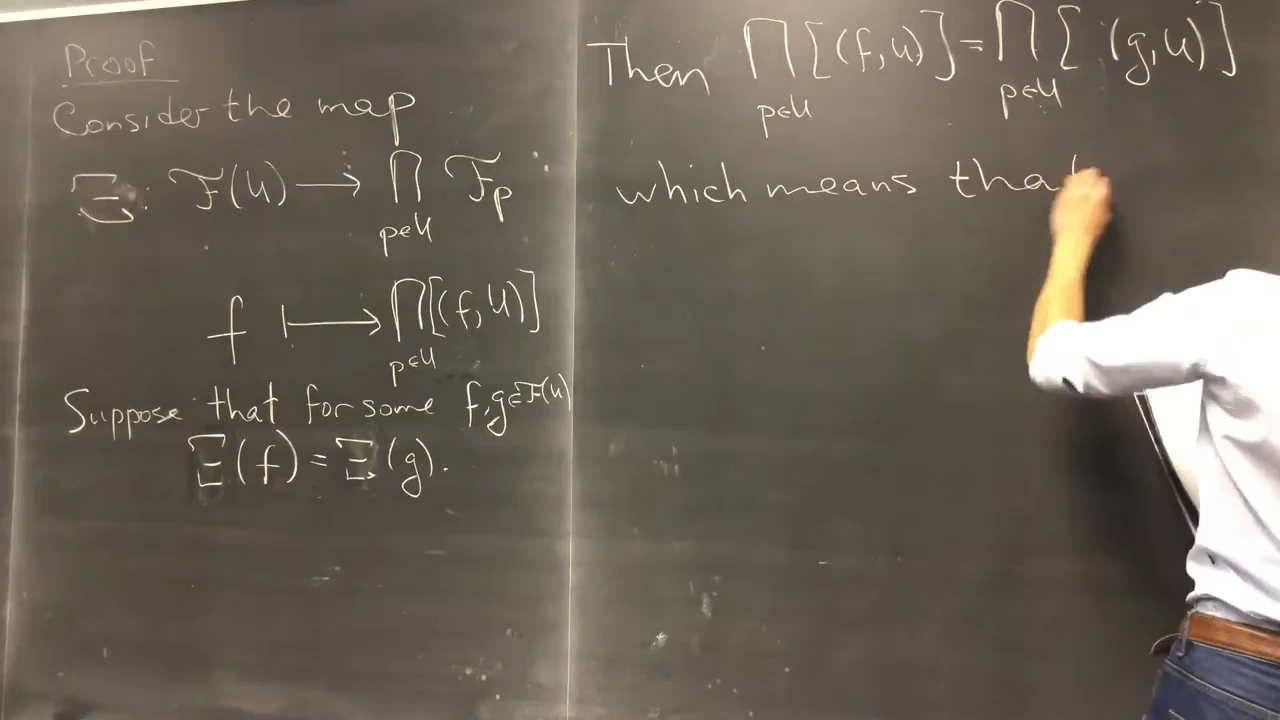 Proof
Consider the map
Ξ: ℱ(U) ⟶ ∏ ℱ_p
p∈U
f ⟼ ∏[(f,U)]
p∈U
Suppose that for some f,g∈ℱ(U)
Ξ(f) = Ξ(g).
Then ∏[(f,U)] = ∏[(g,U)]
p∈U p∈U
which means that